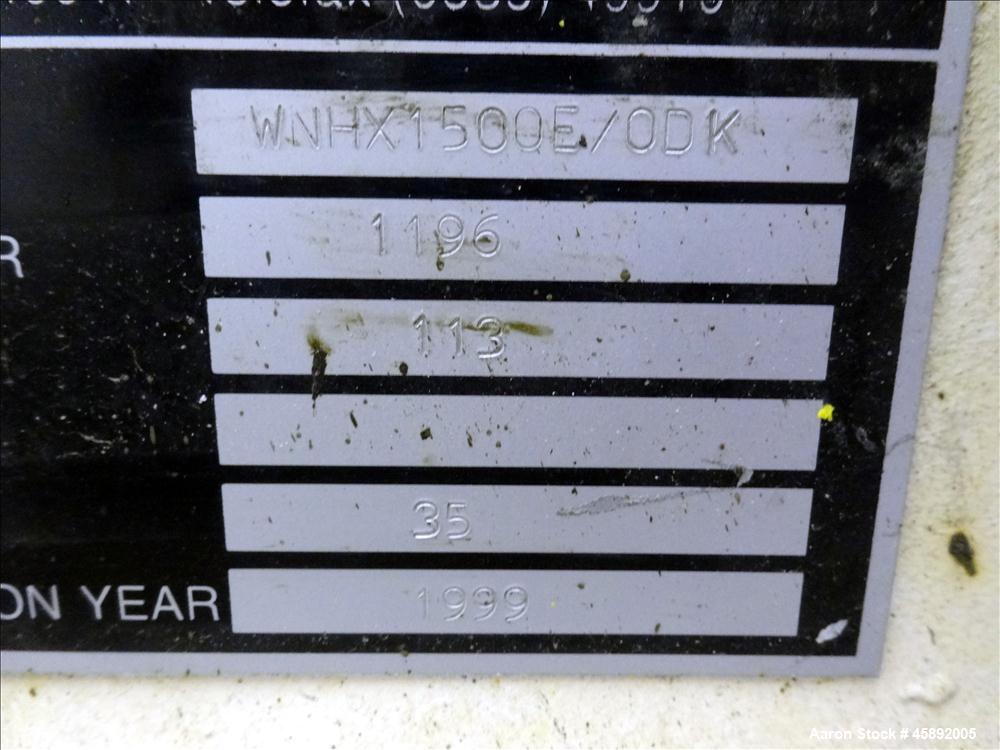 WNHX1500E/ODK
R 1196
113
35
ON YEAR 1999
Aaron Stock # 45892005